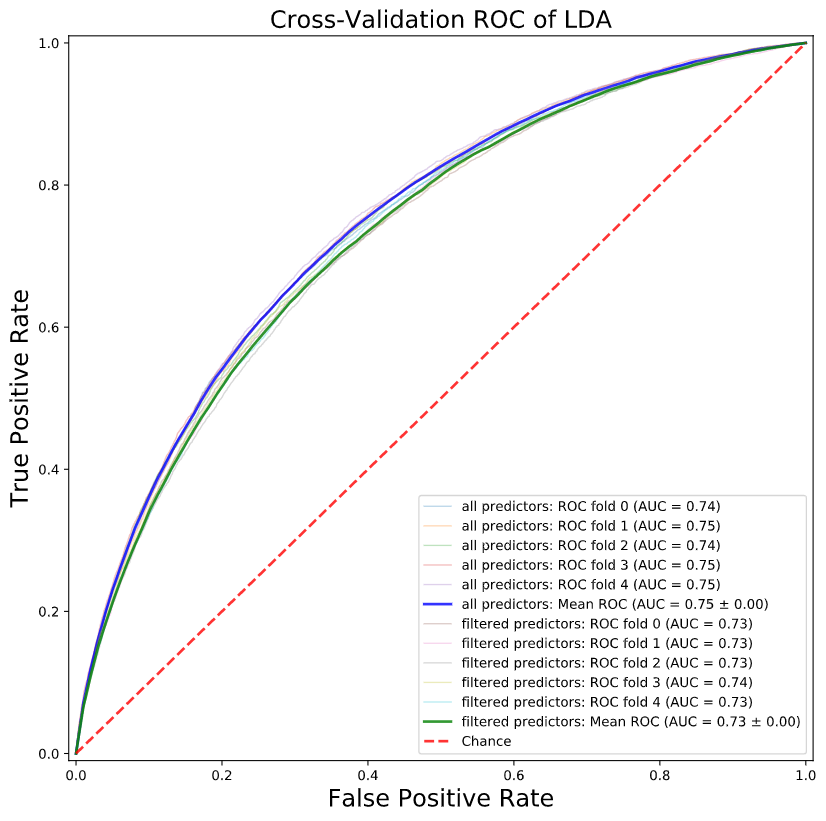 Cross-Validation ROC of LDA
1.0
0.8
0.6
0.4
0.2
0.0
True Positive Rate
all predictors: ROC fold 0 (AUC = 0.74)
all predictors: ROC fold 1 (AUC = 0.75)
all predictors: ROC fold 2 (AUC = 0.74)
all predictors: ROC fold 3 (AUC = 0.75)
all predictors: ROC fold 4 (AUC = 0.75)
all predictors: Mean ROC (AUC = 0.75 ± 0.00)
filtered predictors: ROC fold 0 (AUC = 0.73)
filtered predictors: ROC fold 1 (AUC = 0.73)
filtered predictors: ROC fold 2 (AUC = 0.73)
filtered predictors: ROC fold 3 (AUC = 0.74)
filtered predictors: ROC fold 4 (AUC = 0.73)
filtered predictors: Mean ROC (AUC = 0.73 ± 0.00)
Chance
0.0 0.2 0.4 0.6 0.8 1.0
False Positive Rate